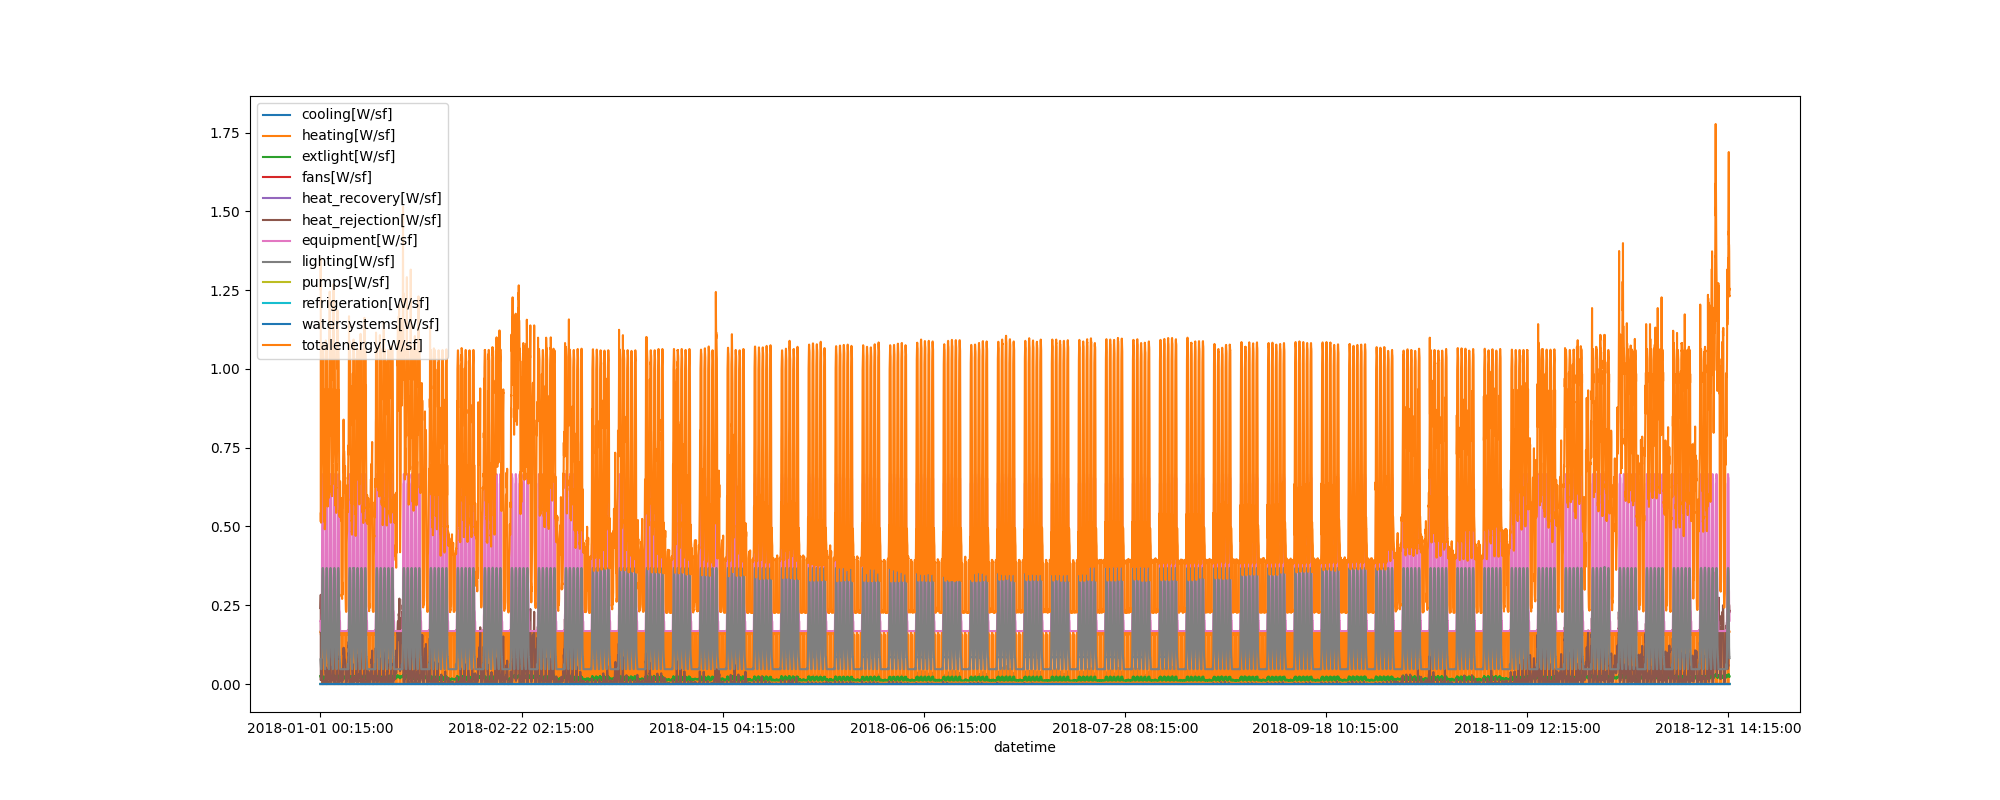 cooling[W/sf]
heating[W/sf]
extlight[W/sf]
fans[W/sf]
heat_recovery[W/sf]
heat_rejection[W/sf]
equipment[W/sf]
lighting[W/sf]
pumps[W/sf]
refrigeration[W/sf]
watersystems[W/sf]
totalenergy[W/sf]
1.75
1.50
1.25
1.00
0.75
0.50
0.25
0.00
2018-01-01 00:15:00 2018-02-22 02:15:00 2018-04-15 04:15:00 2018-06-06 06:15:00 2018-07-28 08:15:00 2018-09-18 10:15:00 2018-11-09 12:15:00 2018-12-31 14:15:00
datetime